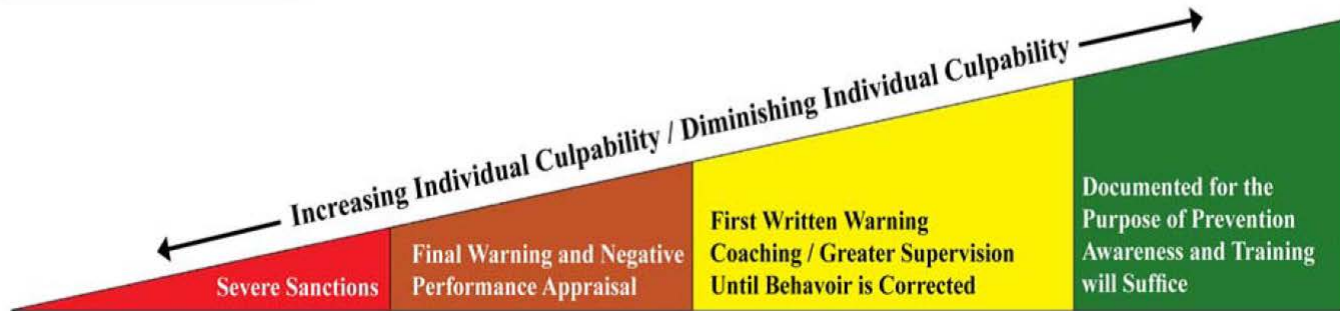 Increasing Individual Culpability / Diminishing Individual Culpability
Severe Sanctions
Final Warning and Negative
Performance Appraisal
First Written Warning
Coaching / Greater Supervision
Until Behavoir is Corrected
Documented for the
Purpose of Prevention
Awareness and Training
will Suffice